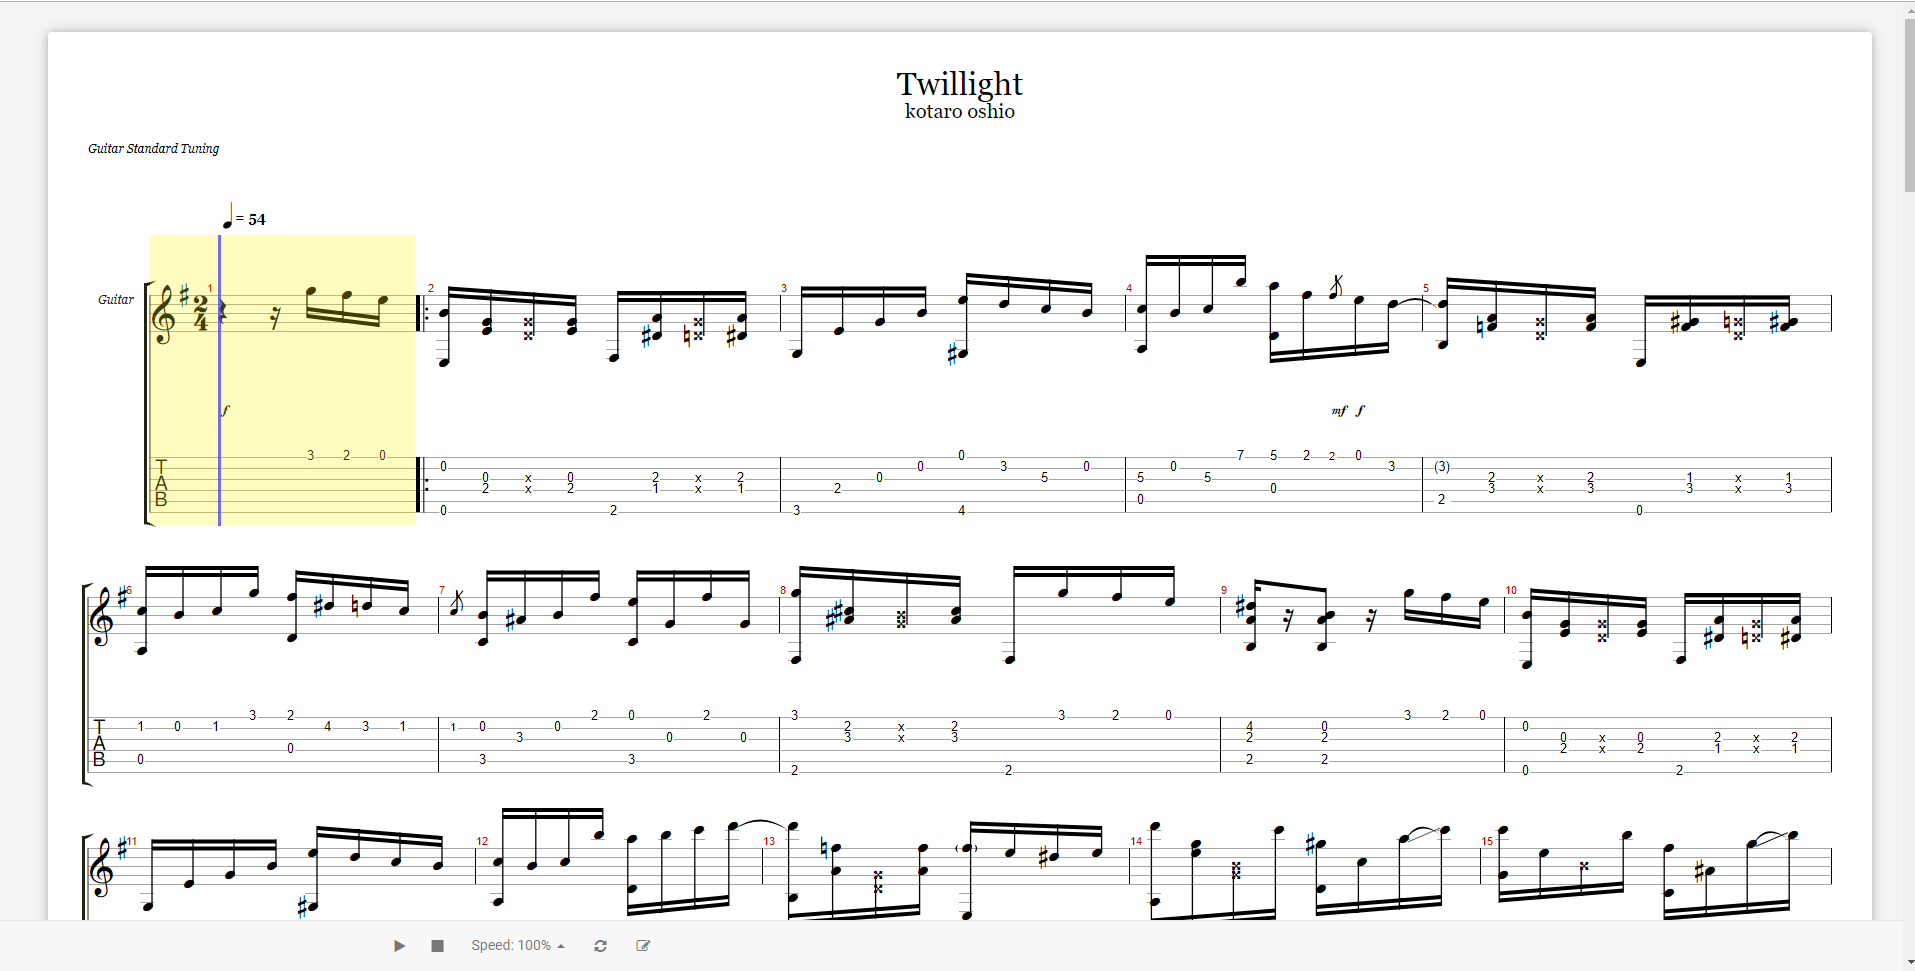 Twillight
kotaro oshio
Guitar Standard Tuning
= 54
Guitar
1 2 3 4 5
2
4
f mf f
3 2 0 0 7 5 2 2 0
0 0 3 0 0 3 (3)
T 0 x 0 2 x 2 0 5 5 5 2 x 2 1 x 1
A 2 x 2 1 x 1 2 0 3 x 3 3 x 3
B 0 2
0 2 3 4 0
6 7 8 9 10
3 2 2 0 2 3 3 2 0 3 2 0
T 1 0 1 4 3 1 1 0 0 2 x 2 4 0 0
A 3 0 0 3 x 3 2 2 0 x 0 2 x 2
0 2 x 2 1 x 1
B 0 3 3 2 2
2 2 0 2
11 12 13 14 15
Speed: 100%